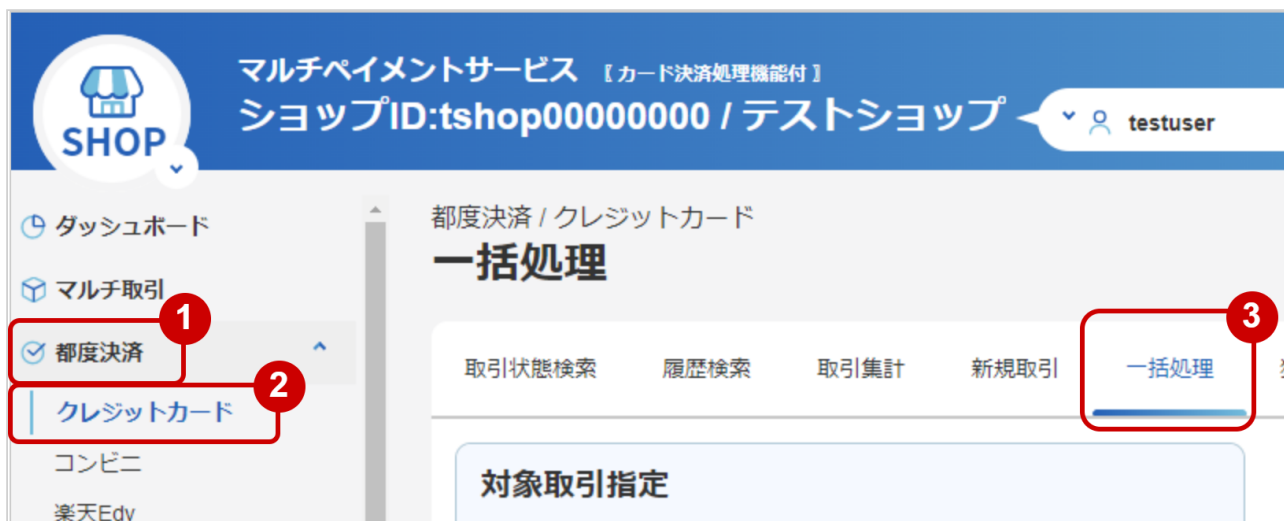 SHOP
マルチペイメントサービス 〖カード決済処理機能付〗
ショップID:tshop00000000 / テストショップ
testuser
ダッシュボード
マルチ取引
1
都度決済
2
クレジットカード
コンビニ
楽天Edy
都度決済 / クレジットカード
一括処理
3
取引状態検索 履歴検索 取引集計 新規取引 一括処理
対象取引指定